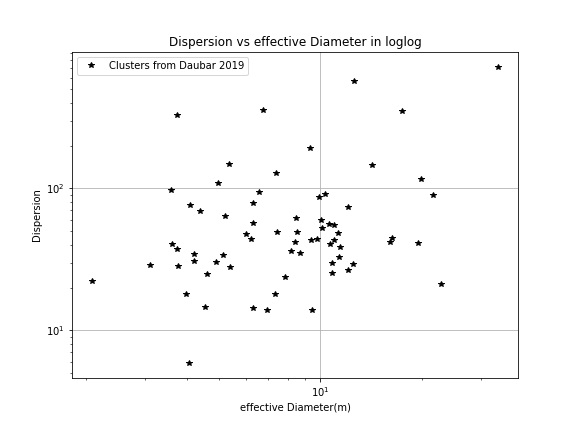 Dispersion vs effective Diameter in loglog
Clusters from Daubar 2019
10²
10¹
Dispersion
10¹
effective Diameter(m)